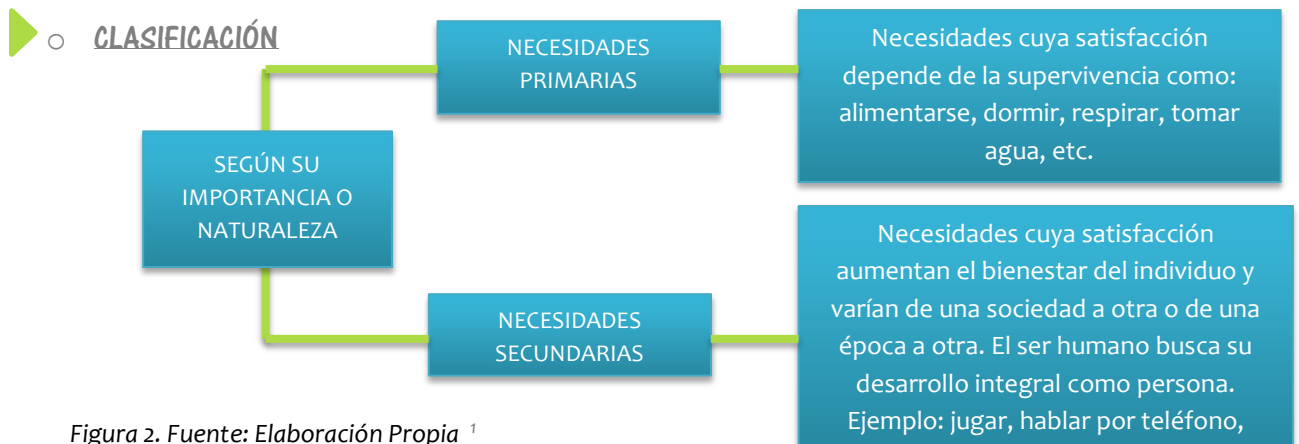 CLASIFICACIÓN
NECESIDADES
PRIMARIAS
Necesidades cuya satisfacción
depende de la supervivencia como:
alimentarse, dormir, respirar, tomar
agua, etc.
SEGÚN SU
IMPORTANCIA O
NATURALEZA
NECESIDADES
SECUNDARIAS
Necesidades cuya satisfacción
aumentan el bienestar del individuo y
varían de una sociedad a otra o de una
época a otra. El ser humano busca su
desarrollo integral como persona.
Ejemplo: jugar, hablar por teléfono,
Figura 2. Fuente: Elaboración Propia 1